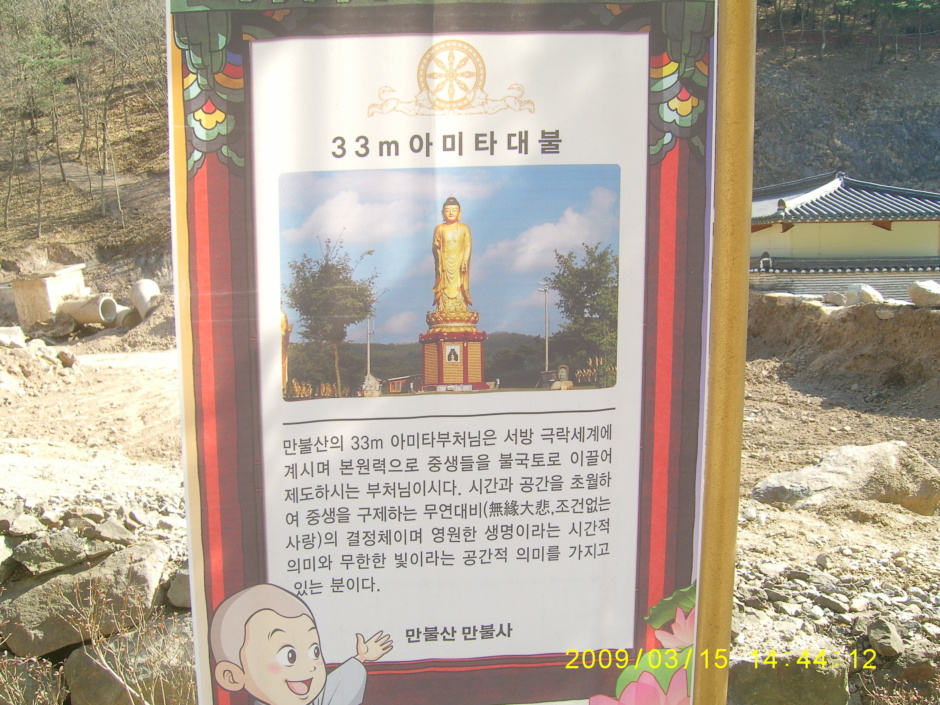 33m아미타대불
만불산의 33m 아미타부처님은 서방 극락세계에
계시며 본원력으로 중생들을 불국토로 이끌어
제도하시는 부처님이시다. 시간과 공간을 초월하
여 중생을 구제하는 무연대비(無緣大悲,조건없는
사랑)의 결정체이며 영원한 생명이라는 시간적
의미와 무한한 빛이라는 공간적 의미를 가지고
있는 분이다.
만불산 만불사
2009/03/15 14:44:12